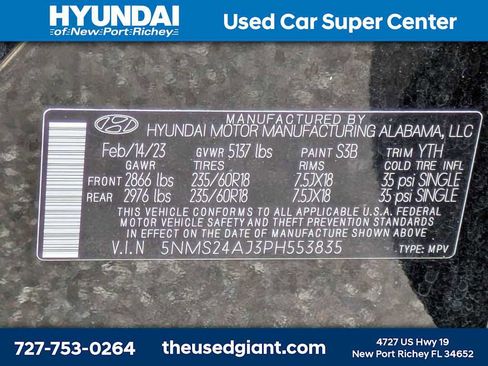 HYUNDAI
of New Port Richey
Used Car Super Center
MANUFACTURED BY
HYUNDAI MOTOR MANUFACTURING ALABAMA, LLC
Feb/14/23 GVWR 5137 lbs PAINT S3B TRIM YTH
GAWR TIRES RIMS COLD TIRE INFL
FRONT 2866 lbs 235/60R18 7.5JX18 35 psi SINGLE
REAR 2976 lbs 235/60R18 7.5JX18 35 psi SINGLE
THIS VEHICLE CONFORMS TO ALL APPLICABLE U.S.A. FEDERAL
MOTOR VEHICLE SAFETY AND THEFT PREVENTION STANDARDS
IN EFFECT ON THE DATE OF MANUFACTURE SHOWN ABOVE
V.I.N 5NMS24AJ3PH553835 TYPE: MPV
727-753-0264
theusedgiant.com
4727 US Hwy 19
New Port Richey FL 34652